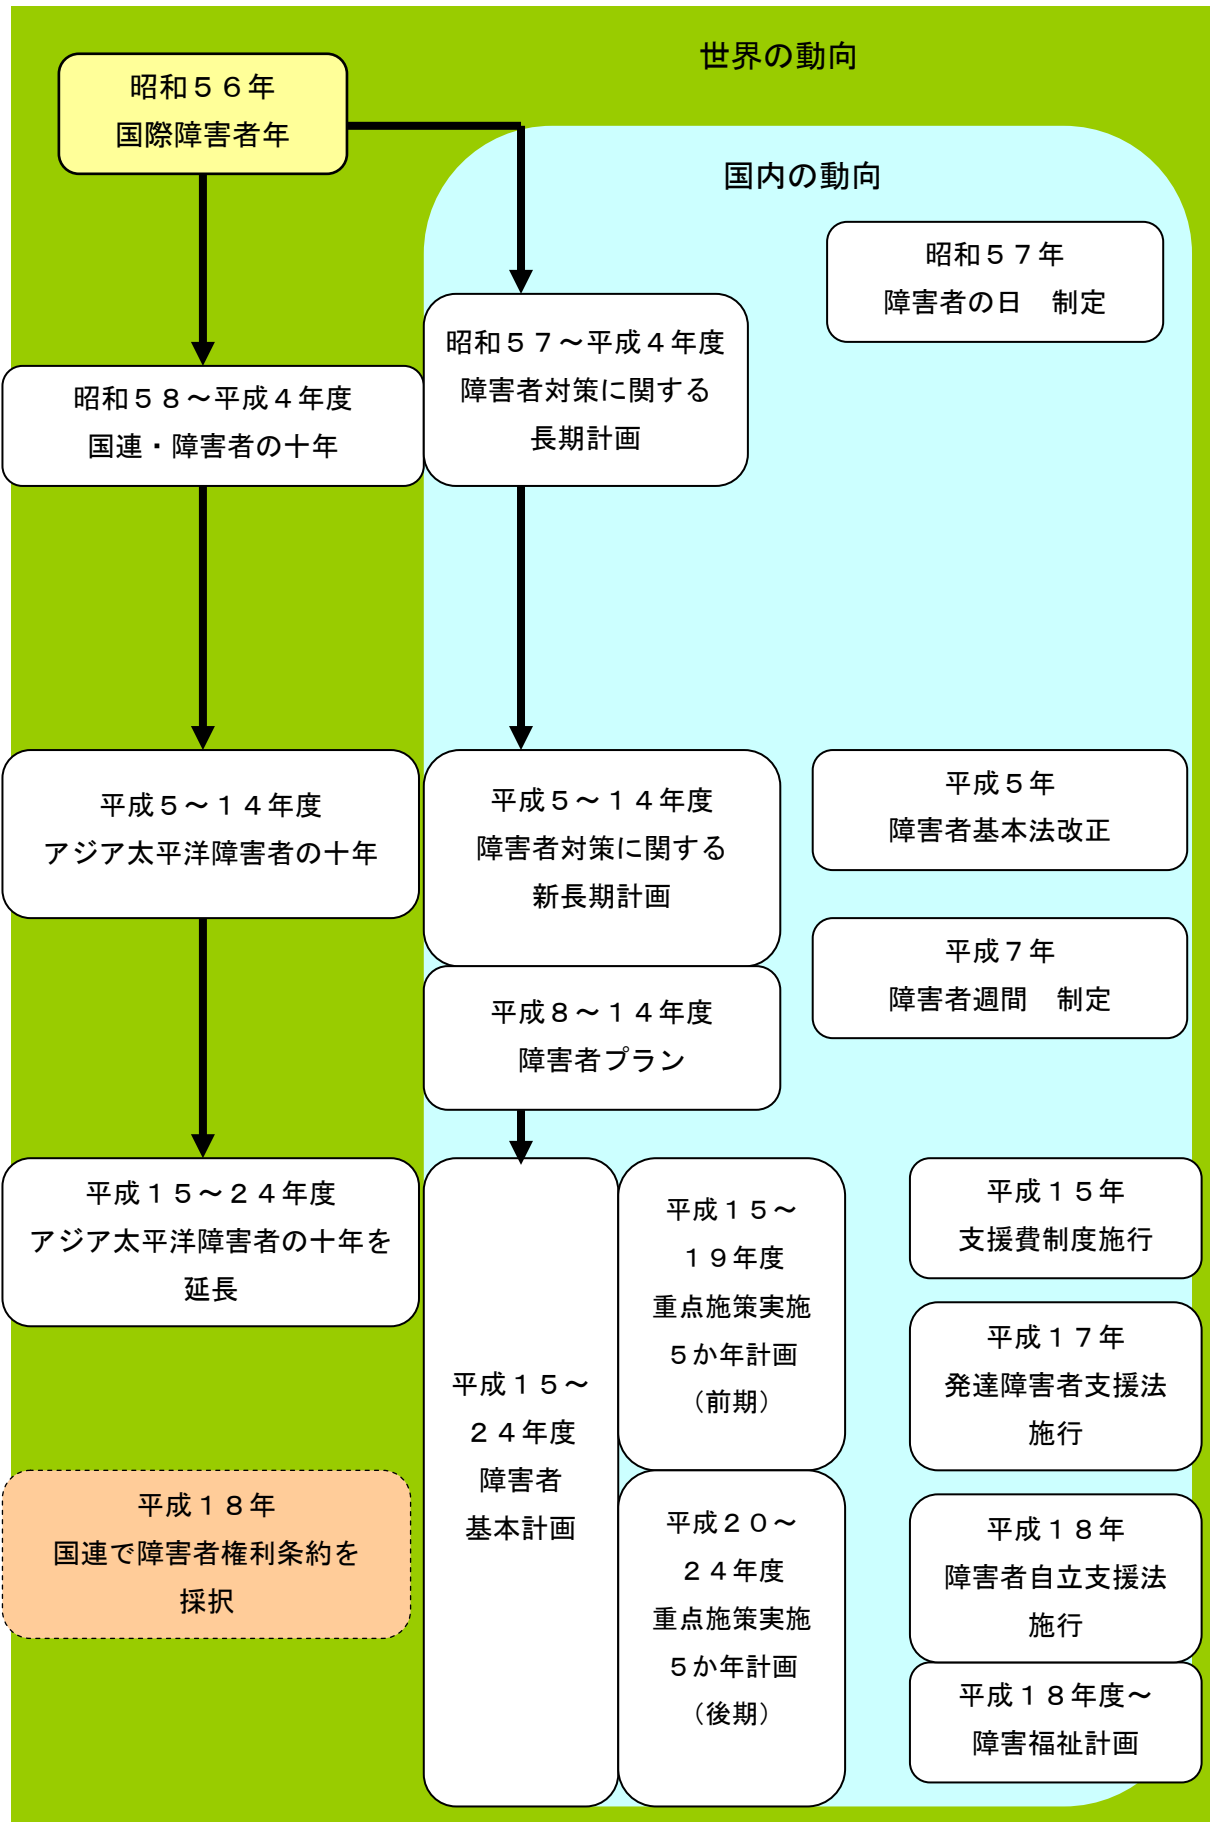 世界の動向
昭和５６年
国際障害者年
国内の動向
昭和５７年
障害者の日　制定
昭和５７～平成４年度
障害者対策に関する
長期計画
昭和５８～平成４年度
国連・障害者の十年
平成５～１４年度
アジア太平洋障害者の十年
平成５～１４年度
障害者対策に関する
新長期計画
平成５年
障害者基本法改正
平成７年
障害者週間　制定
平成８～１４年度
障害者プラン
平成１５～２４年度
アジア太平洋障害者の十年を
延長
平成１５～
２４年度
障害者
基本計画
平成１５～
１９年度
重点施策実施
５か年計画
（前期）
平成２０～
２４年度
重点施策実施
５か年計画
（後期）
平成１５年
支援費制度施行
平成１７年
発達障害者支援法
施行
平成１８年
国連で障害者権利条約を
採択
平成１８年
障害者自立支援法
施行
平成１８年度～
障害福祉計画